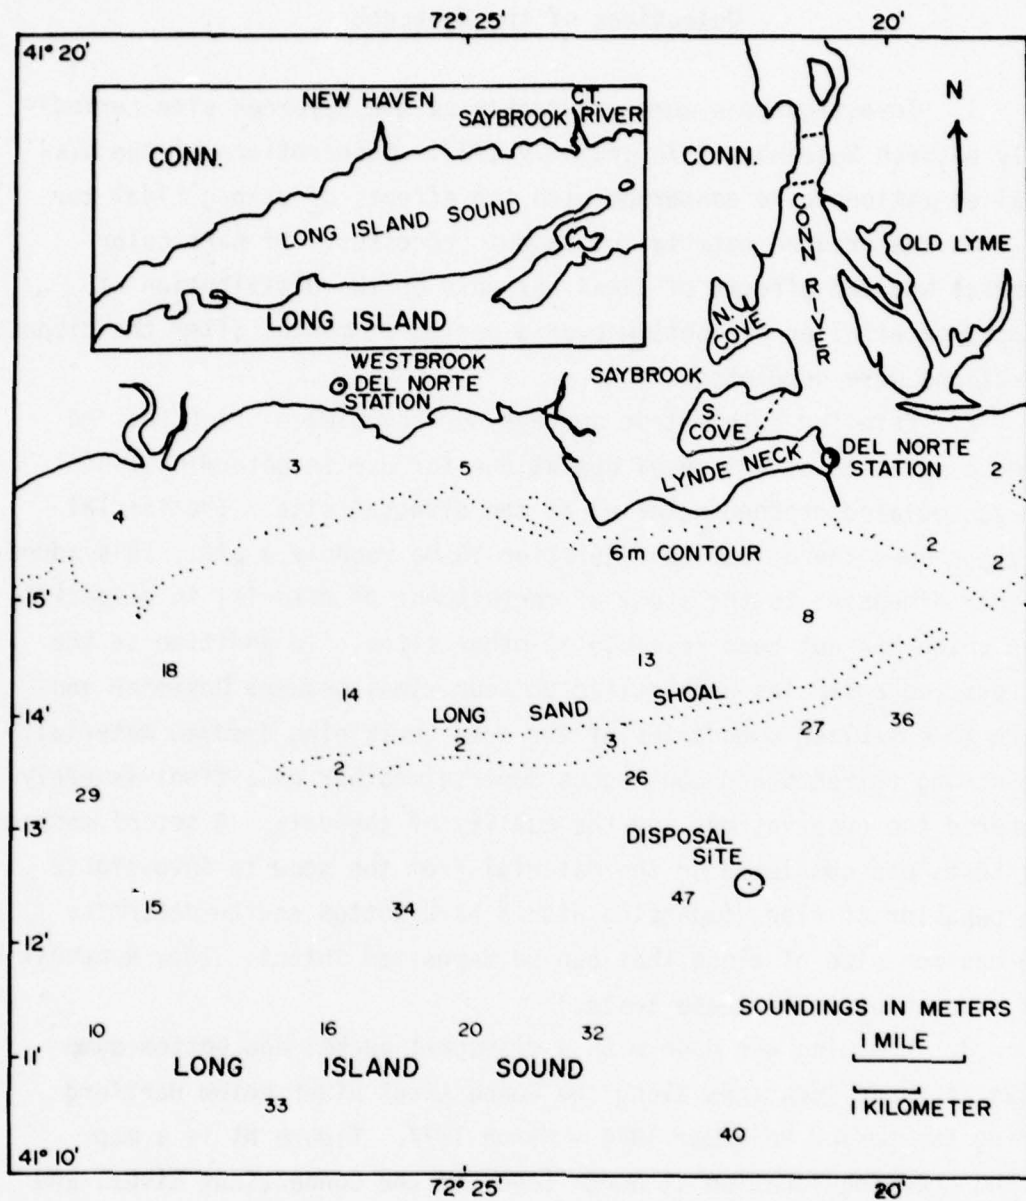 72° 25' 20'
41° 20'
NEW HAVEN
SAYBROOK
CT.
RIVER
CONN.
LONG ISLAND SOUND
LONG ISLAND
CONN.
N
CONN RIVER
OLD LYME
N. COVE
WESTBROOK
DEL NORTE
STATION
SAYBROOK
S. COVE
LYNDE NECK
DEL NORTE
STATION
3 5 2
4
6m CONTOUR
2
2
15'
8
18 13
14
LONG SAND SHOAL
14' 27 36
2 3
2 26
29
13'
DISPOSAL
SITE
15 34 47
12'
SOUNDINGS IN METERS
10 16 20 32
1 MILE
11'
LONG ISLAND SOUND
1 KILOMETER
33
40
41° 10'
72° 25' 20'